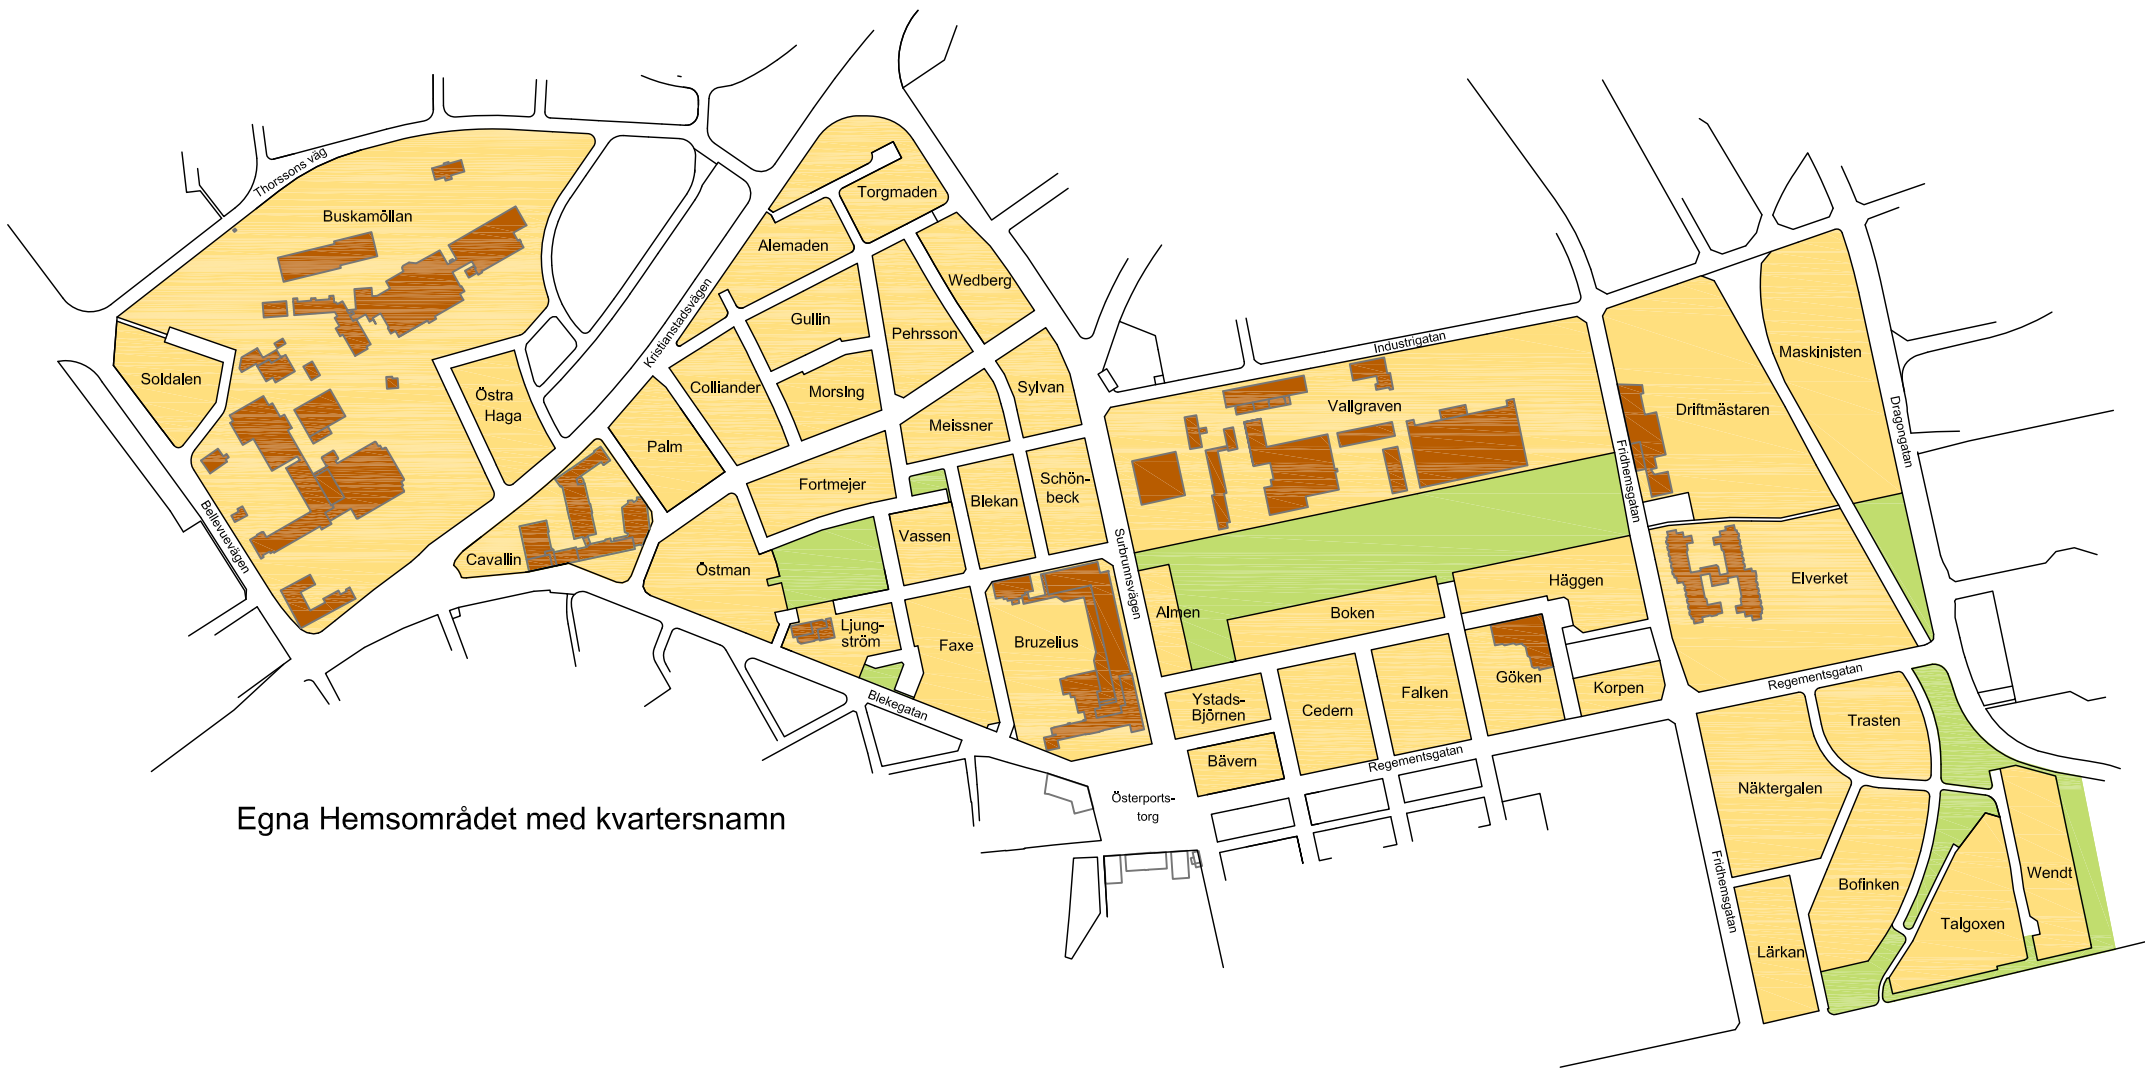 Thorssons väg
Buskamöllan
Torgmaden
Alemaden
Wedberg
Kristianstadsvägen
Gullin
Pehrsson
Industrigatan
Maskinisten
Soldalen
Östra
Haga
Colliander
Morsing
Sylvan
Vallgraven
Driftmästaren
Dragongatan
Palm
Meissner
Fridhemsgatan
Fortmejer
Schön-
beck
Blekan
Bellevuevägen
Vassen
Cavallin
Östman
Surbrunnsvägen
Häggen
Elverket
Almen
Boken
Ljung-
ström
Faxe
Bruzelius
Göken
Korpen
Regementsgatan
Blekegatan
Ystads-
Björnen
Cedern
Falken
Trasten
Bävern
Regementsgatan
Näktergalen
Österports-
torg
Egna Hemsområdet med kvartersnamn
Fridhemsgatan
Bofinken
Wendt
Talgoxen
Lärkan